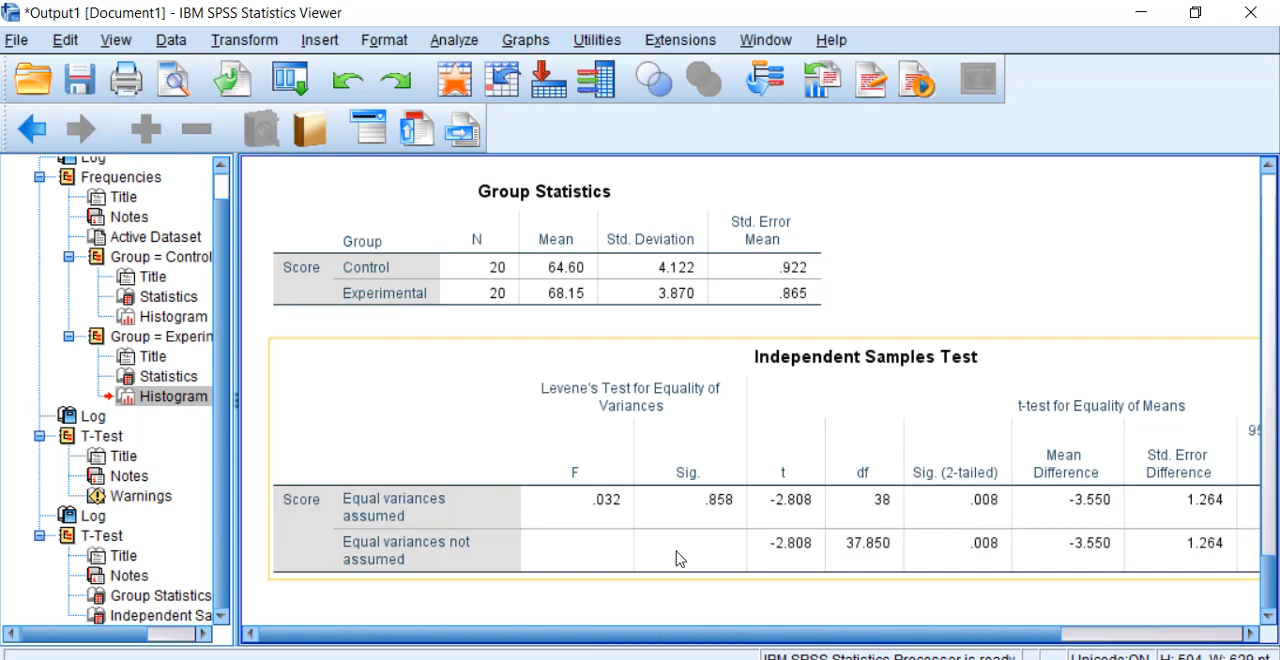 *Output1 [Document1] - IBM SPSS Statistics Viewer
File Edit View Data Transform Insert Format Analyze Graphs Utilities Extensions Window Help
Log
Frequencies
Title
Notes
Active Dataset
Group = Control
Title
Statistics
Histogram
Group = Experin
Title
Statistics
Histogram
Log
T-Test
Title
Notes
Warnings
Log
T-Test
Title
Notes
Group Statistics
Independent Sa
Group Statistics
Group N Mean Std. Deviation Std. Error Mean
Score Control 20 64.60 4.122 .922
Experimental 20 68.15 3.870 .865
Independent Samples Test
Levene's Test for Equality of
Variances
t-test for Equality of Means
95
F Sig. t df Sig. (2-tailed) Mean Difference Std. Error Difference
Score Equal variances assumed .032 .858 -2.808 38 .008 -3.550 1.264
Equal variances not assumed -2.808 37.850 .008 -3.550 1.264
IBM SPSS Statistics Processor is ready Unicode:ON H: 504, W: 629 pt